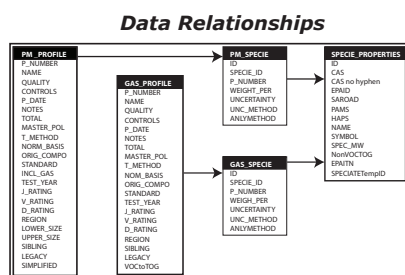 Data Relationships
PM_PROFILE
P_NUMBER
NAME
QUALITY
CONTROLS
P_DATE
NOTES
TOTAL
MASTER_POL
T_METHOD
NORM_BASIS
ORIG_COMPO
STANDARD
INCL_GAS
TEST_YEAR
J_RATING
V_RATING
D_RATING
REGION
LOWER_SIZE
UPPER_SIZE
SIBLING
LEGACY
SIMPLIFIED
GAS_PROFILE
P_NUMBER
NAME
QUALITY
CONTROLS
P_DATE
NOTES
TOTAL
MASTER_POL
T_METHOD
NOM_BASIS
ORIG_COMPO
STANDARD
TEST_YEAR
J_RATING
V_RATING
D_RATING
REGION
SIBLING
LEGACY
VOCtoTOG
PM_SPECIE
ID
SPECIE_ID
P_NUMBER
WEIGHT_PER
UNCERTAINTY
UNC_METHOD
ANLYMETHOD
GAS_SPECIE
ID
SPECIE_ID
P_NUMBER
WEIGH_PER
UNCERTAINTY
UNC_METHOD
ANLYMETHOD
SPECIE_PROPERTIES
ID
CAS
CAS no hyphen
EPAID
SAROAD
PAMS
HAPS
NAME
SYMBOL
SPEC_MW
NonVOCTOG
EPAITN
SPECIATETempID